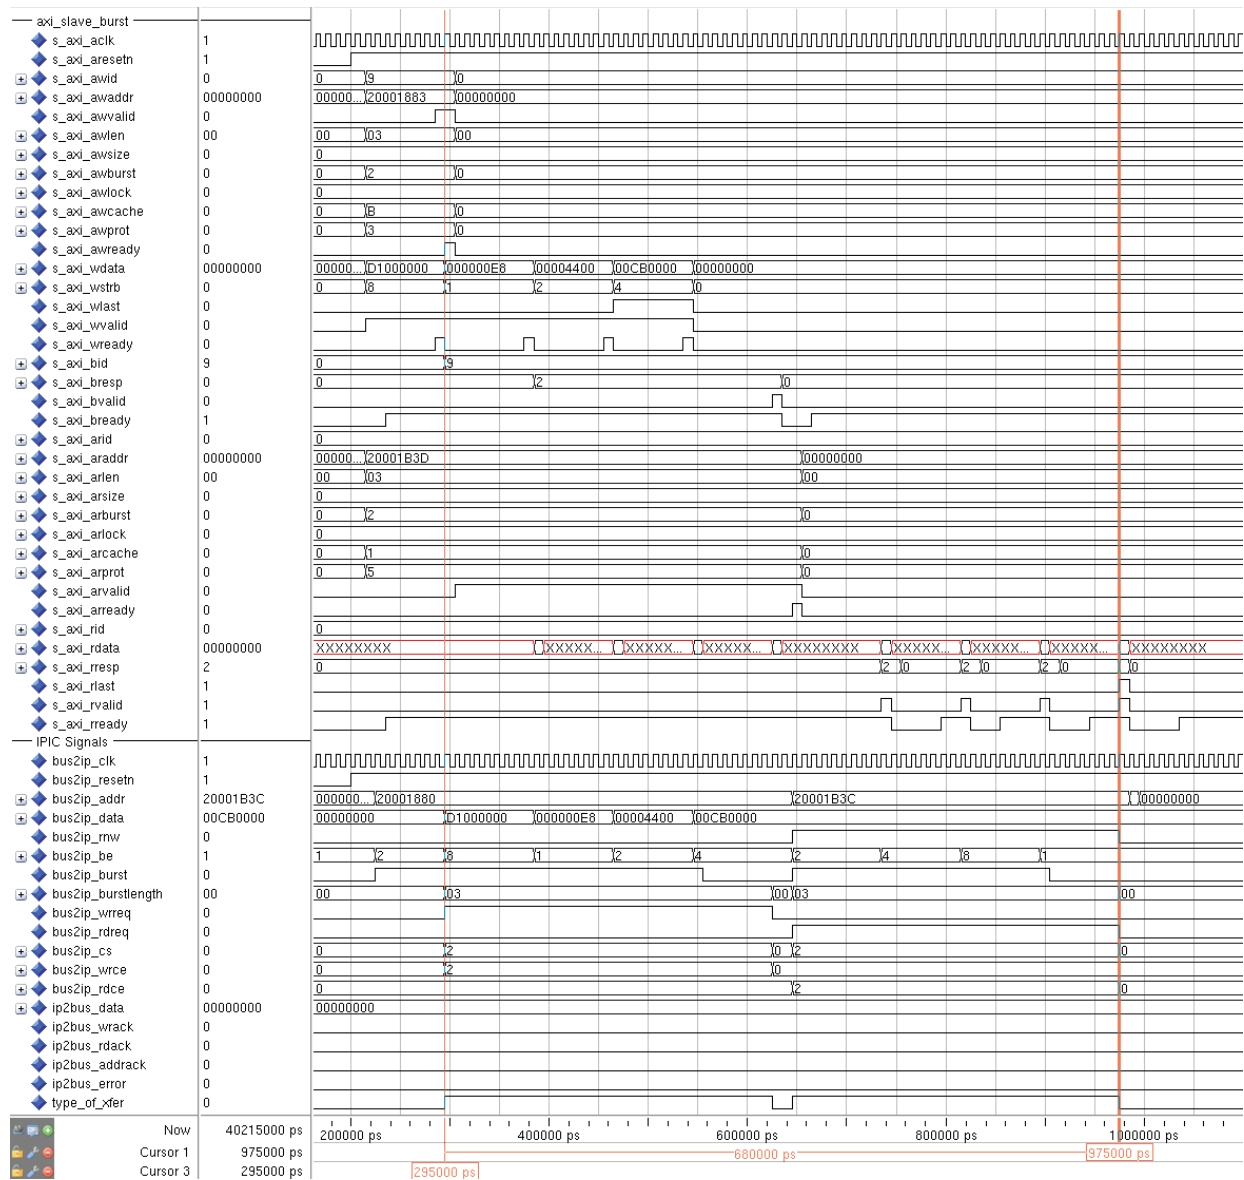 axi_slave_burst
s_axi_aclk 1
s_axi_aresetn 1
s_axi_awid 0 0 9 0
s_axi_awaddr 00000000 00000... 20001883 00000000
s_axi_awvalid 0
s_axi_awlen 00 00 03 00
s_axi_awsize 0 0
s_axi_awburst 0 0 2 0
s_axi_awlock 0 0
s_axi_awcache 0 0 B 0
s_axi_awprot 0 0 3 0
s_axi_awready 0
s_axi_wdata 00000000 00000... D1000000 000000E8 00004400 00CB0000 00000000
s_axi_wstrb 0 0 8 1 2 4 0
s_axi_wlast 0
s_axi_wvalid 0
s_axi_wready 0
s_axi_bid 9 0 9
s_axi_bresp 0 0 2 0
s_axi_bvalid 0
s_axi_bready 1
s_axi_arid 0 0
s_axi_araddr 00000000 00000... 20001B3D 00000000
s_axi_arlen 00 00 03 00
s_axi_arsize 0 0
s_axi_arburst 0 0 2 0
s_axi_arlock 0 0
s_axi_arcache 0 0 1 0
s_axi_arprot 0 0 5 0
s_axi_arvalid 0
s_axi_arready 0
s_axi_rid 0 0
s_axi_rdata 00000000 XXXXXXXX XXXXX... XXXXX... XXXXX... XXXXXXXX XXXXX... XXXXX... XXXXX... XXXXXXXX
s_axi_rresp 2 0 2 0 2 0 2 0 0
s_axi_rlast 1
s_axi_rvalid 1
s_axi_rready 1
IPIC Signals
bus2ip_clk 1
bus2ip_resetn 1
bus2ip_addr 20001B3C 000000... 20001880 20001B3C 00000000
bus2ip_data 00CB0000 00000000 D1000000 000000E8 00004400 00CB0000
bus2ip_rnw 0
bus2ip_be 1 1 2 8 1 2 4 2 4 8 1
bus2ip_burst 0
bus2ip_burstlength 00 00 03 00 03 00
bus2ip_wrreq 0
bus2ip_rdreq 0
bus2ip_cs 0 0 2 0 2 0
bus2ip_wrce 0 0 2 0
bus2ip_rdce 0 0 2 0
ip2bus_data 00000000 00000000
ip2bus_wrack 0
ip2bus_rdack 0
ip2bus_addrack 0
ip2bus_error 0
type_of_xfer 0
Now 40215000 ps 200000 ps 400000 ps 600000 ps 800000 ps 1000000 ps
Cursor 1 975000 ps 680000 ps 975000 ps
Cursor 3 295000 ps 295000 ps